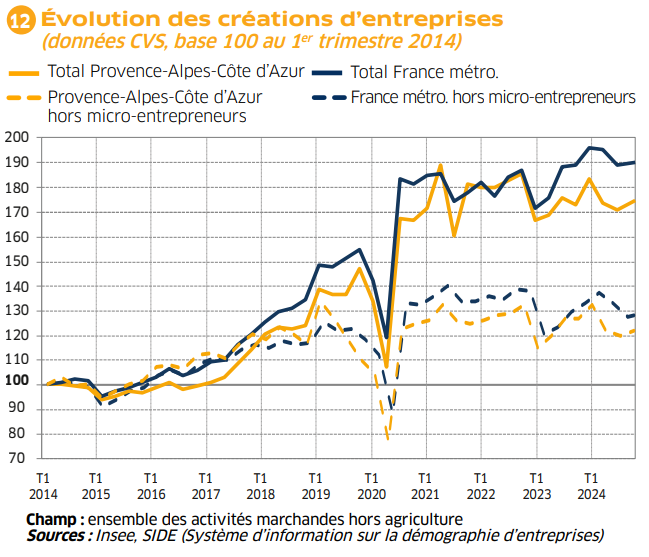 12 Évolution des créations d'entreprises
(données CVS, base 100 au 1er trimestre 2014)
Total Provence-Alpes-Côte d'Azur
Total France métro.
Provence-Alpes-Côte d'Azur
hors micro-entrepreneurs
France métro. hors micro-entrepreneurs
200
190
180
170
160
150
140
130
120
110
100
90
80
70
T1 T1 T1 T1 T1 T1 T1 T1 T1 T1 T1
2014 2015 2016 2017 2018 2019 2020 2021 2022 2023 2024
Champ : ensemble des activités marchandes hors agriculture
Sources : Insee, SIDE (Système d'information sur la démographie d'entreprises)